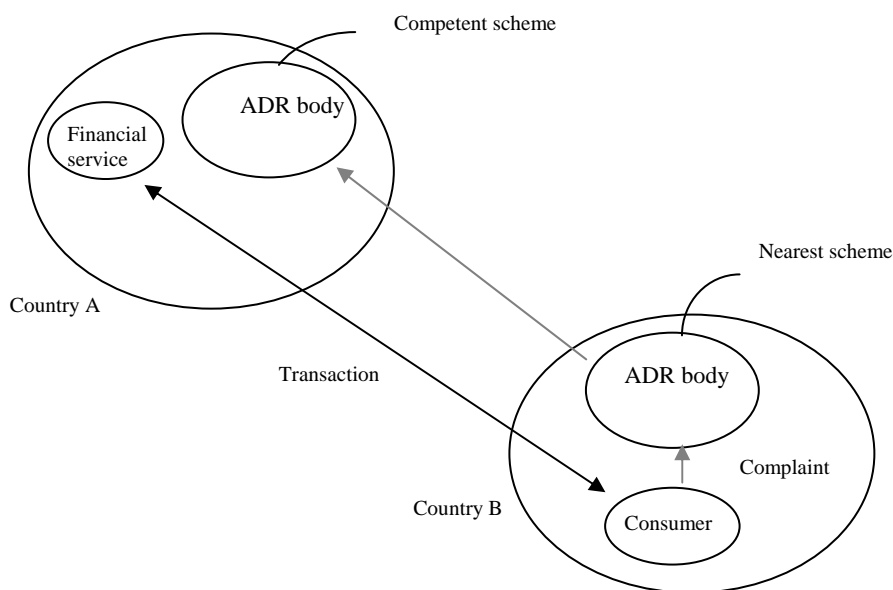 Competent scheme
ADR body
Financial
service
Nearest scheme
Country A
Transaction
ADR body
Complaint
Country B
Consumer